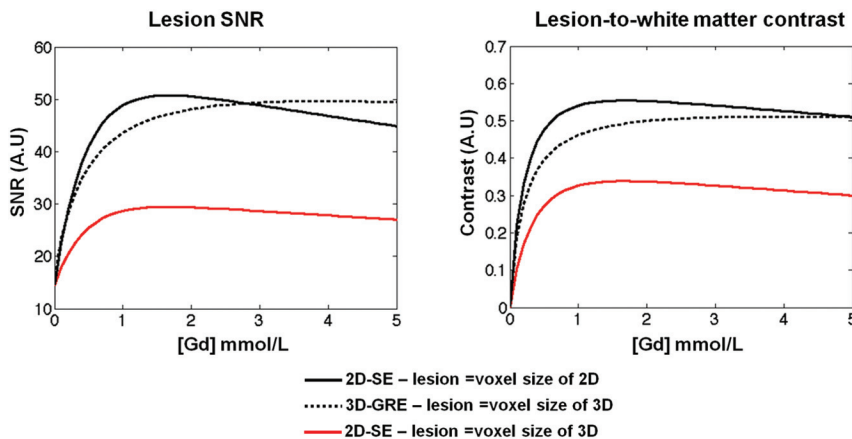 Lesion SNR
60
50
40
30
20
10
SNR (A.U)
0 1 2 3 4 5
[Gd] mmol/L
Lesion-to-white matter contrast
0.7
0.6
0.5
0.4
0.3
0.2
0.1
0
Contrast (A.U)
0 1 2 3 4 5
[Gd] mmol/L
2D-SE – lesion =voxel size of 2D
3D-GRE – lesion =voxel size of 3D
2D-SE – lesion =voxel size of 3D